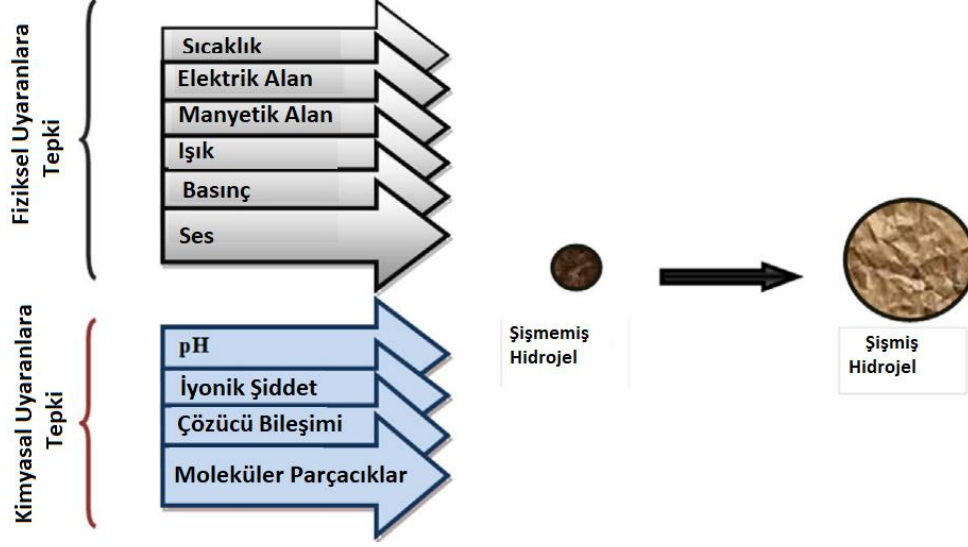 Fiziksel Uyaranlara
Tepki
Sıcaklık
Elektrik Alan
Manyetik Alan
Işık
Basınç
Ses
Kimyasal Uyaranlara
Tepki
pH
İyonik Şiddet
Çözücü Bileşimi
Moleküler Parçacıklar
Şişmemiş
Hidrojel
Şişmiş
Hidrojel